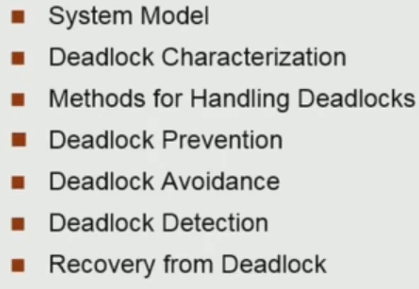 System Model
Deadlock Characterization
Methods for Handling Deadlocks
Deadlock Prevention
Deadlock Avoidance
Deadlock Detection
Recovery from Deadlock